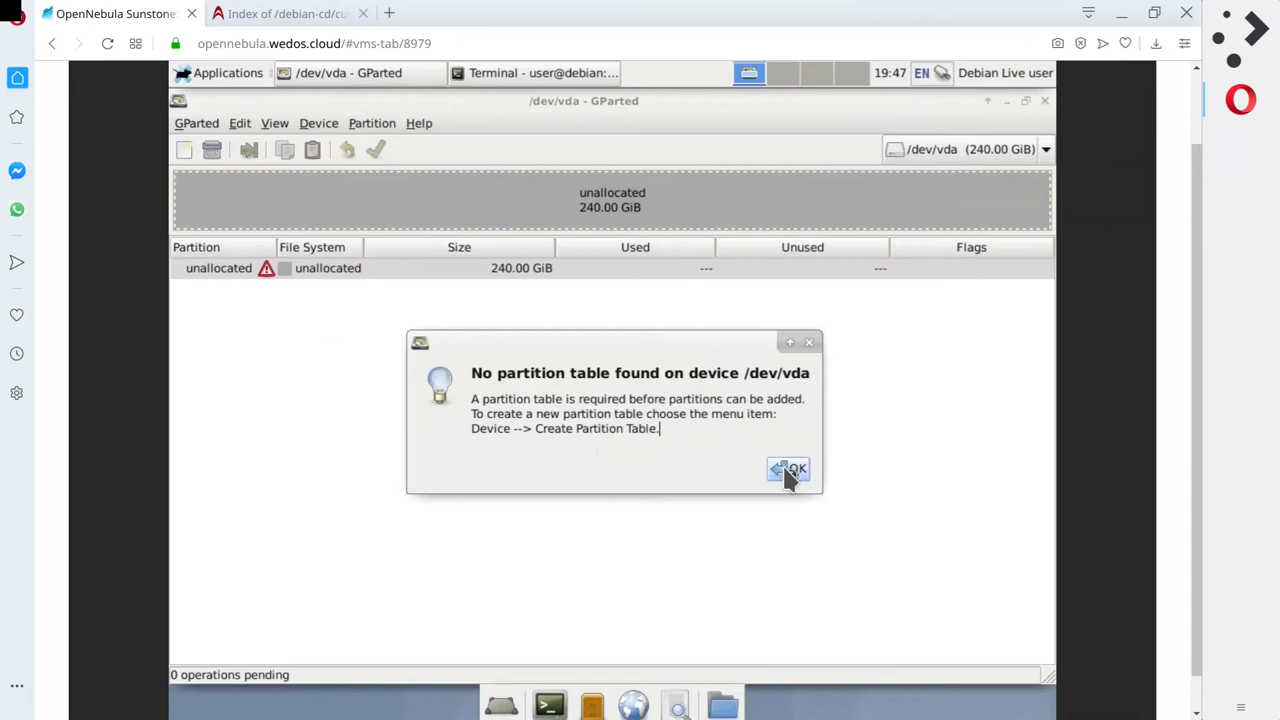 OpenNebula Sunstone:
Index of /debian-cd/cu
opennebula.wedos.cloud/#vms-tab/8979
Applications
/dev/vda - GParted
Terminal - user@debian:...
19:47
EN
Debian Live user
/dev/vda - GParted
GParted
Edit
View
Device
Partition
Help
/dev/vda (240.00 GiB)
unallocated
240.00 GiB
Partition
File System
Size
Used
Unused
Flags
unallocated
unallocated
240.00 GiB
---
---
No partition table found on device /dev/vda
A partition table is required before partitions can be added.
To create a new partition table choose the menu item:
Device --> Create Partition Table.
OK
0 operations pending